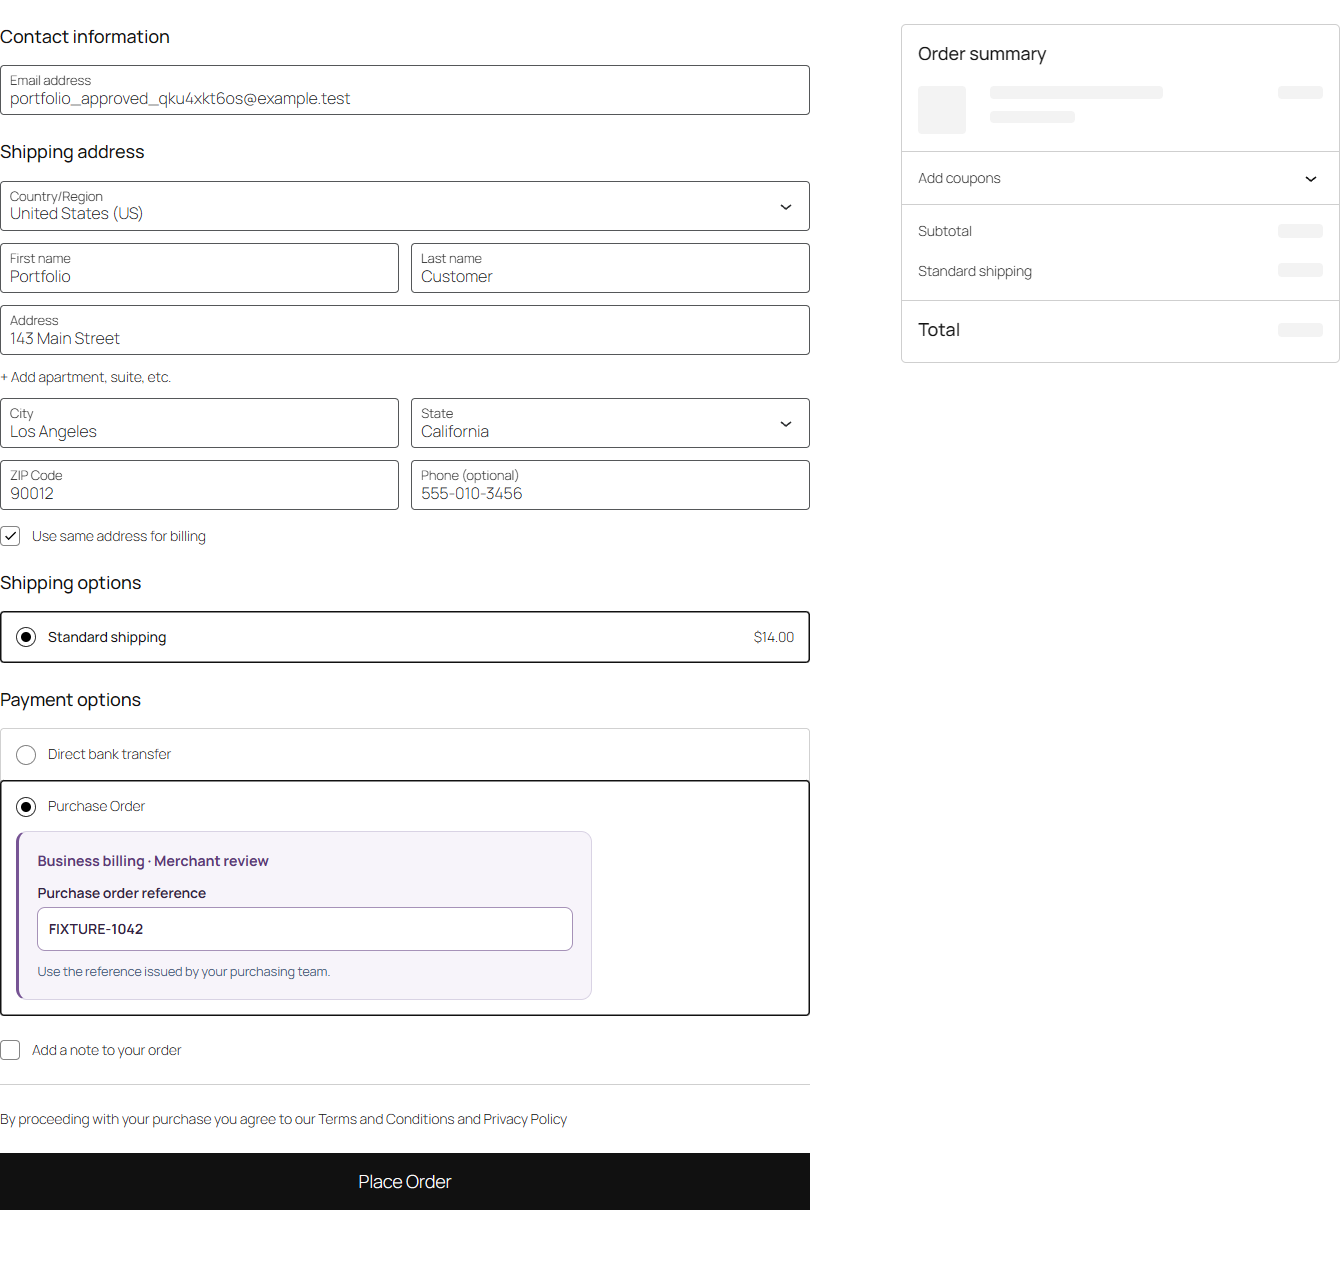 Contact information
Email address
portfolio_approved_qku4xkt6os@example.test
Shipping address
Country/Region
United States (US)
First name
Portfolio
Last name
Customer
Address
143 Main Street
+ Add apartment, suite, etc.
City
Los Angeles
State
California
ZIP Code
90012
Phone (optional)
555-010-3456
Use same address for billing
Shipping options
Standard shipping
$14.00
Payment options
Direct bank transfer
Purchase Order
Business billing · Merchant review
Purchase order reference
FIXTURE-1042
Use the reference issued by your purchasing team.
Add a note to your order
By proceeding with your purchase you agree to our Terms and Conditions and Privacy Policy
Place Order
Order summary
Add coupons
Subtotal
Standard shipping
Total